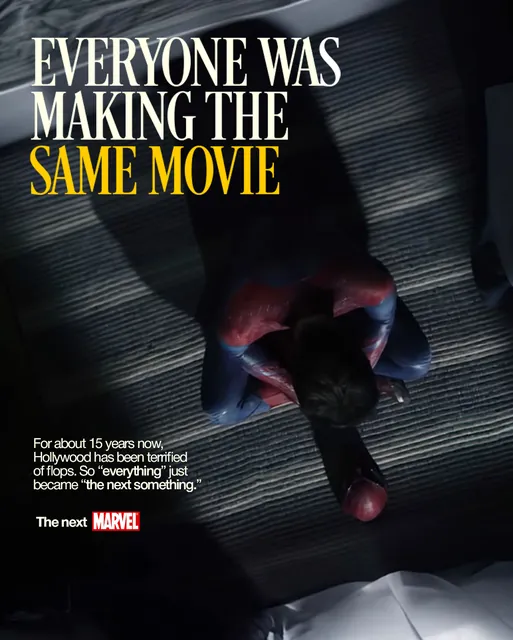 EVERYONE WAS
MAKING THE
SAME MOVIE
For about 15 years now,
Hollywood has been terrified
of flops. So “everything” just
became “the next something.”
The next MARVEL